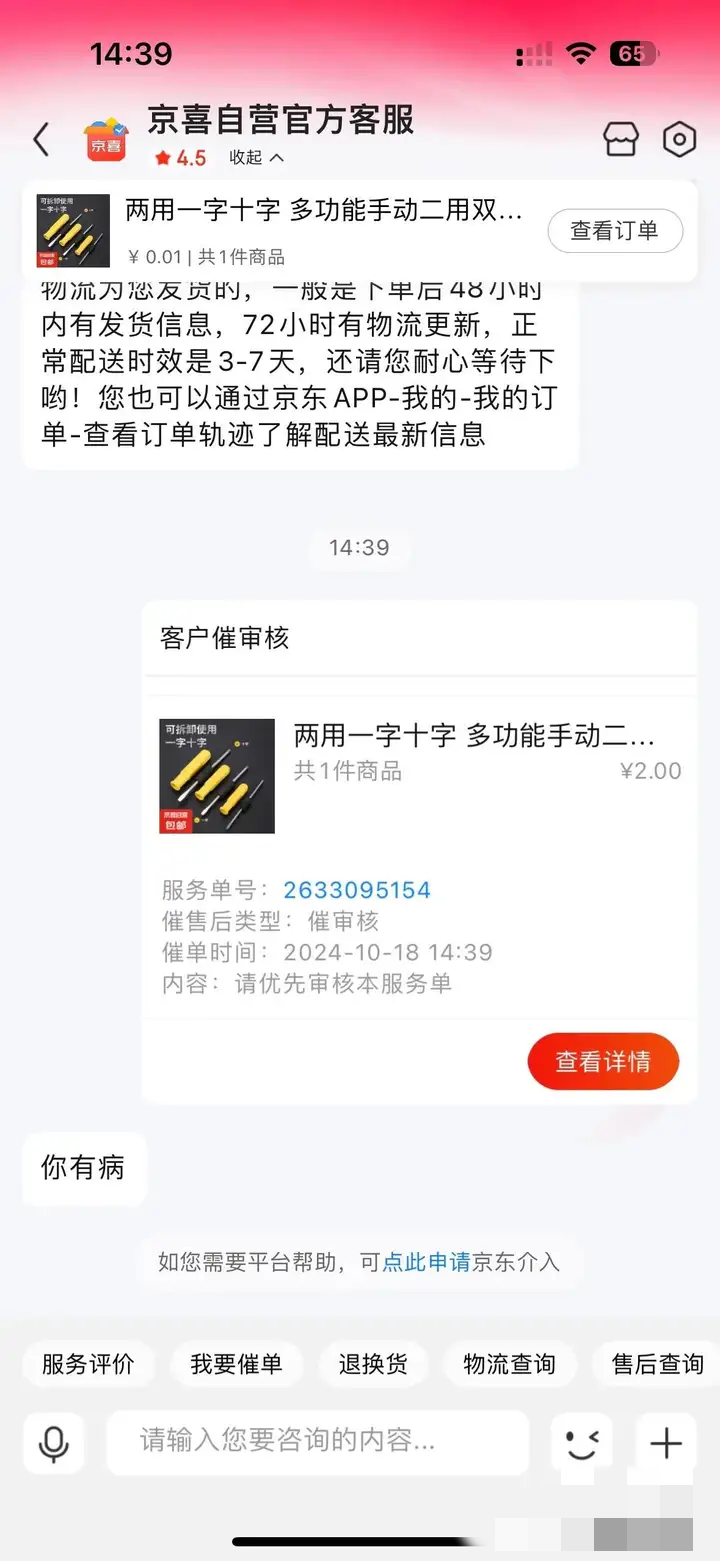 14:39
65
京喜自营官方客服
京喜
4.5 收起
可拆卸使用
一字十字
包邮
两用一字十字 多功能手动二用双...
¥ 0.01 | 共1件商品
查看订单
物流为您发货的，一般是下单后48小时
内有发货信息，72小时有物流更新，正
常配送时效是3-7天，还请您耐心等待下
哟！您也可以通过京东APP-我的-我的订
单-查看订单轨迹了解配送最新信息
14:39
客户催审核
可拆卸使用
一字十字
京喜自营
包邮
两用一字十字 多功能手动二...
共1件商品 ¥2.00
服务单号：2633095154
催售后类型：催审核
催单时间：2024-10-18 14:39
内容：请优先审核本服务单
查看详情
你有病
如您需要平台帮助，可点此申请京东介入
服务评价 我要催单 退换货 物流查询 售后查询
请输入您要咨询的内容...